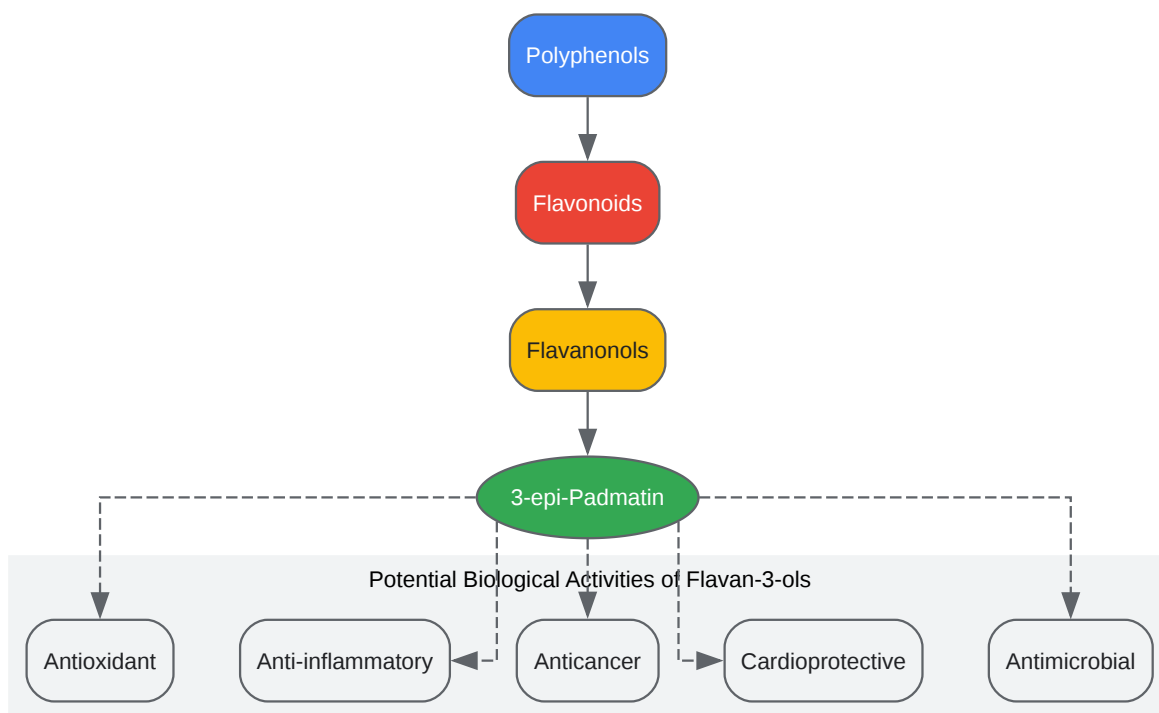 Polyphenols
Flavonoids
Flavanonols
3-epi-Padmatin
Potential Biological Activities of Flavan-3-ols
Antioxidant
Anti-inflammatory
Anticancer
Cardioprotective
Antimicrobial